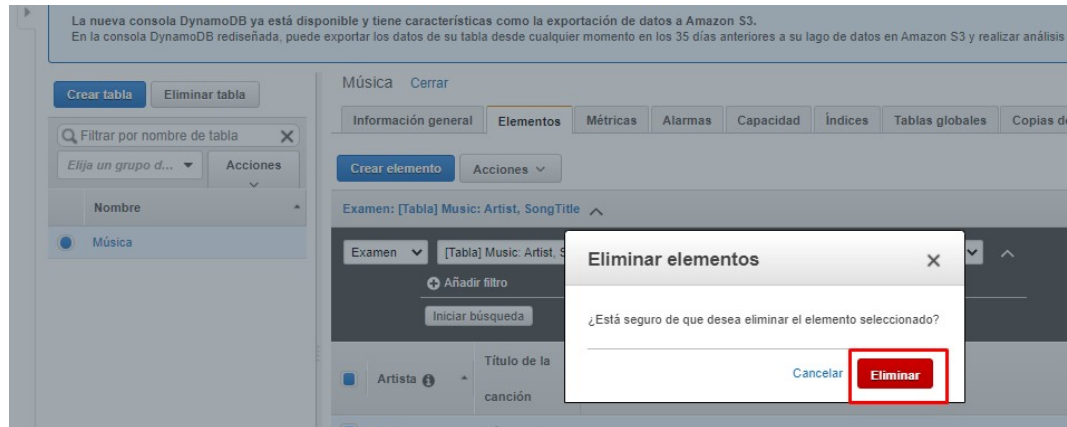 La nueva consola DynamoDB ya está disponible y tiene características como la exportación de datos a Amazon S3.
En la consola DynamoDB rediseñada, puede exportar los datos de su tabla desde cualquier momento en los 35 días anteriores a su lago de datos en Amazon S3 y realizar análisis
Crear tabla Eliminar tabla
Filtrar por nombre de tabla
Elija un grupo d... Acciones
Nombre
Música
Música Cerrar
Información general Elementos Métricas Alarmas Capacidad Índices Tablas globales Copias d
Crear elemento Acciones
Examen: [Tabla] Music: Artist, SongTitle
Examen [Tabla] Music: Artist, S
Añadir filtro
Iniciar búsqueda
Artista Título de la
canción
Eliminar elementos
¿Está seguro de que desea eliminar el elemento seleccionado?
Cancelar Eliminar